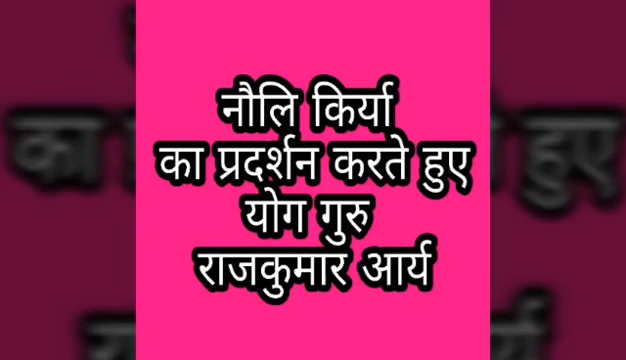 नौलि किर्या
का प्रदर्शन करते हुए
योग गुरु
राजकुमार आर्य